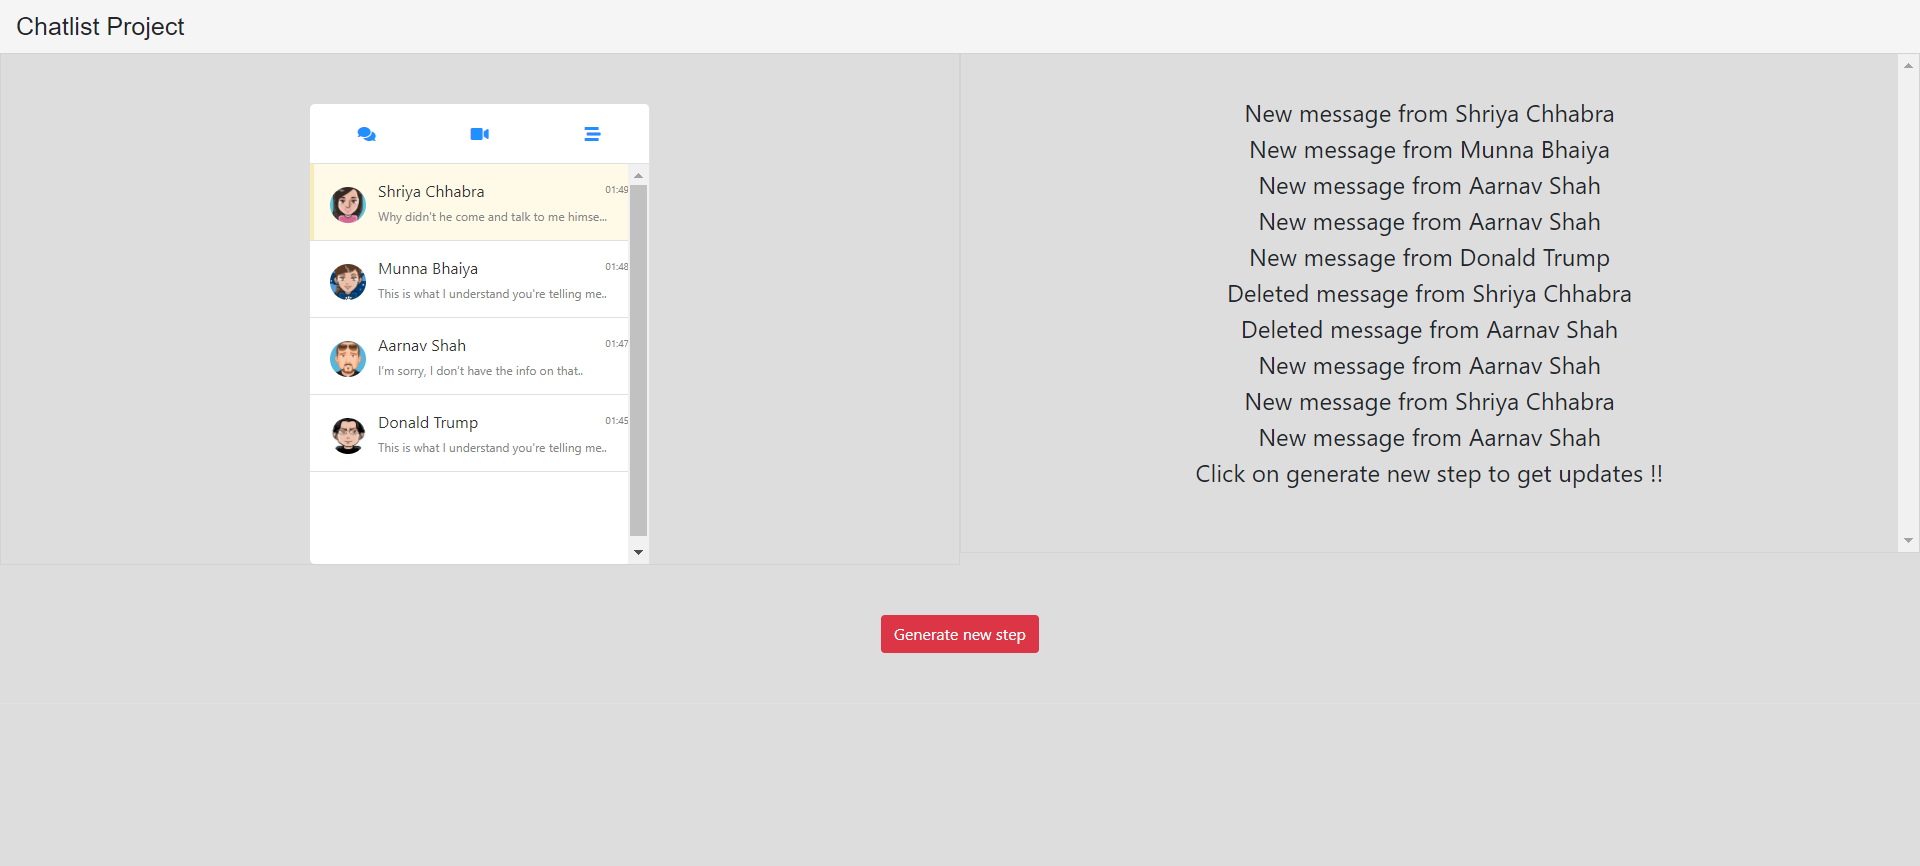 Chatlist Project
Shriya Chhabra 01:49
Why didn't he come and talk to me himse...
Munna Bhaiya 01:48
This is what I understand you're telling me..
Aarnav Shah 01:47
I'm sorry, I don't have the info on that..
Donald Trump 01:45
This is what I understand you're telling me..
New message from Shriya Chhabra
New message from Munna Bhaiya
New message from Aarnav Shah
New message from Aarnav Shah
New message from Donald Trump
Deleted message from Shriya Chhabra
Deleted message from Aarnav Shah
New message from Aarnav Shah
New message from Shriya Chhabra
New message from Aarnav Shah
Click on generate new step to get updates !!
Generate new step